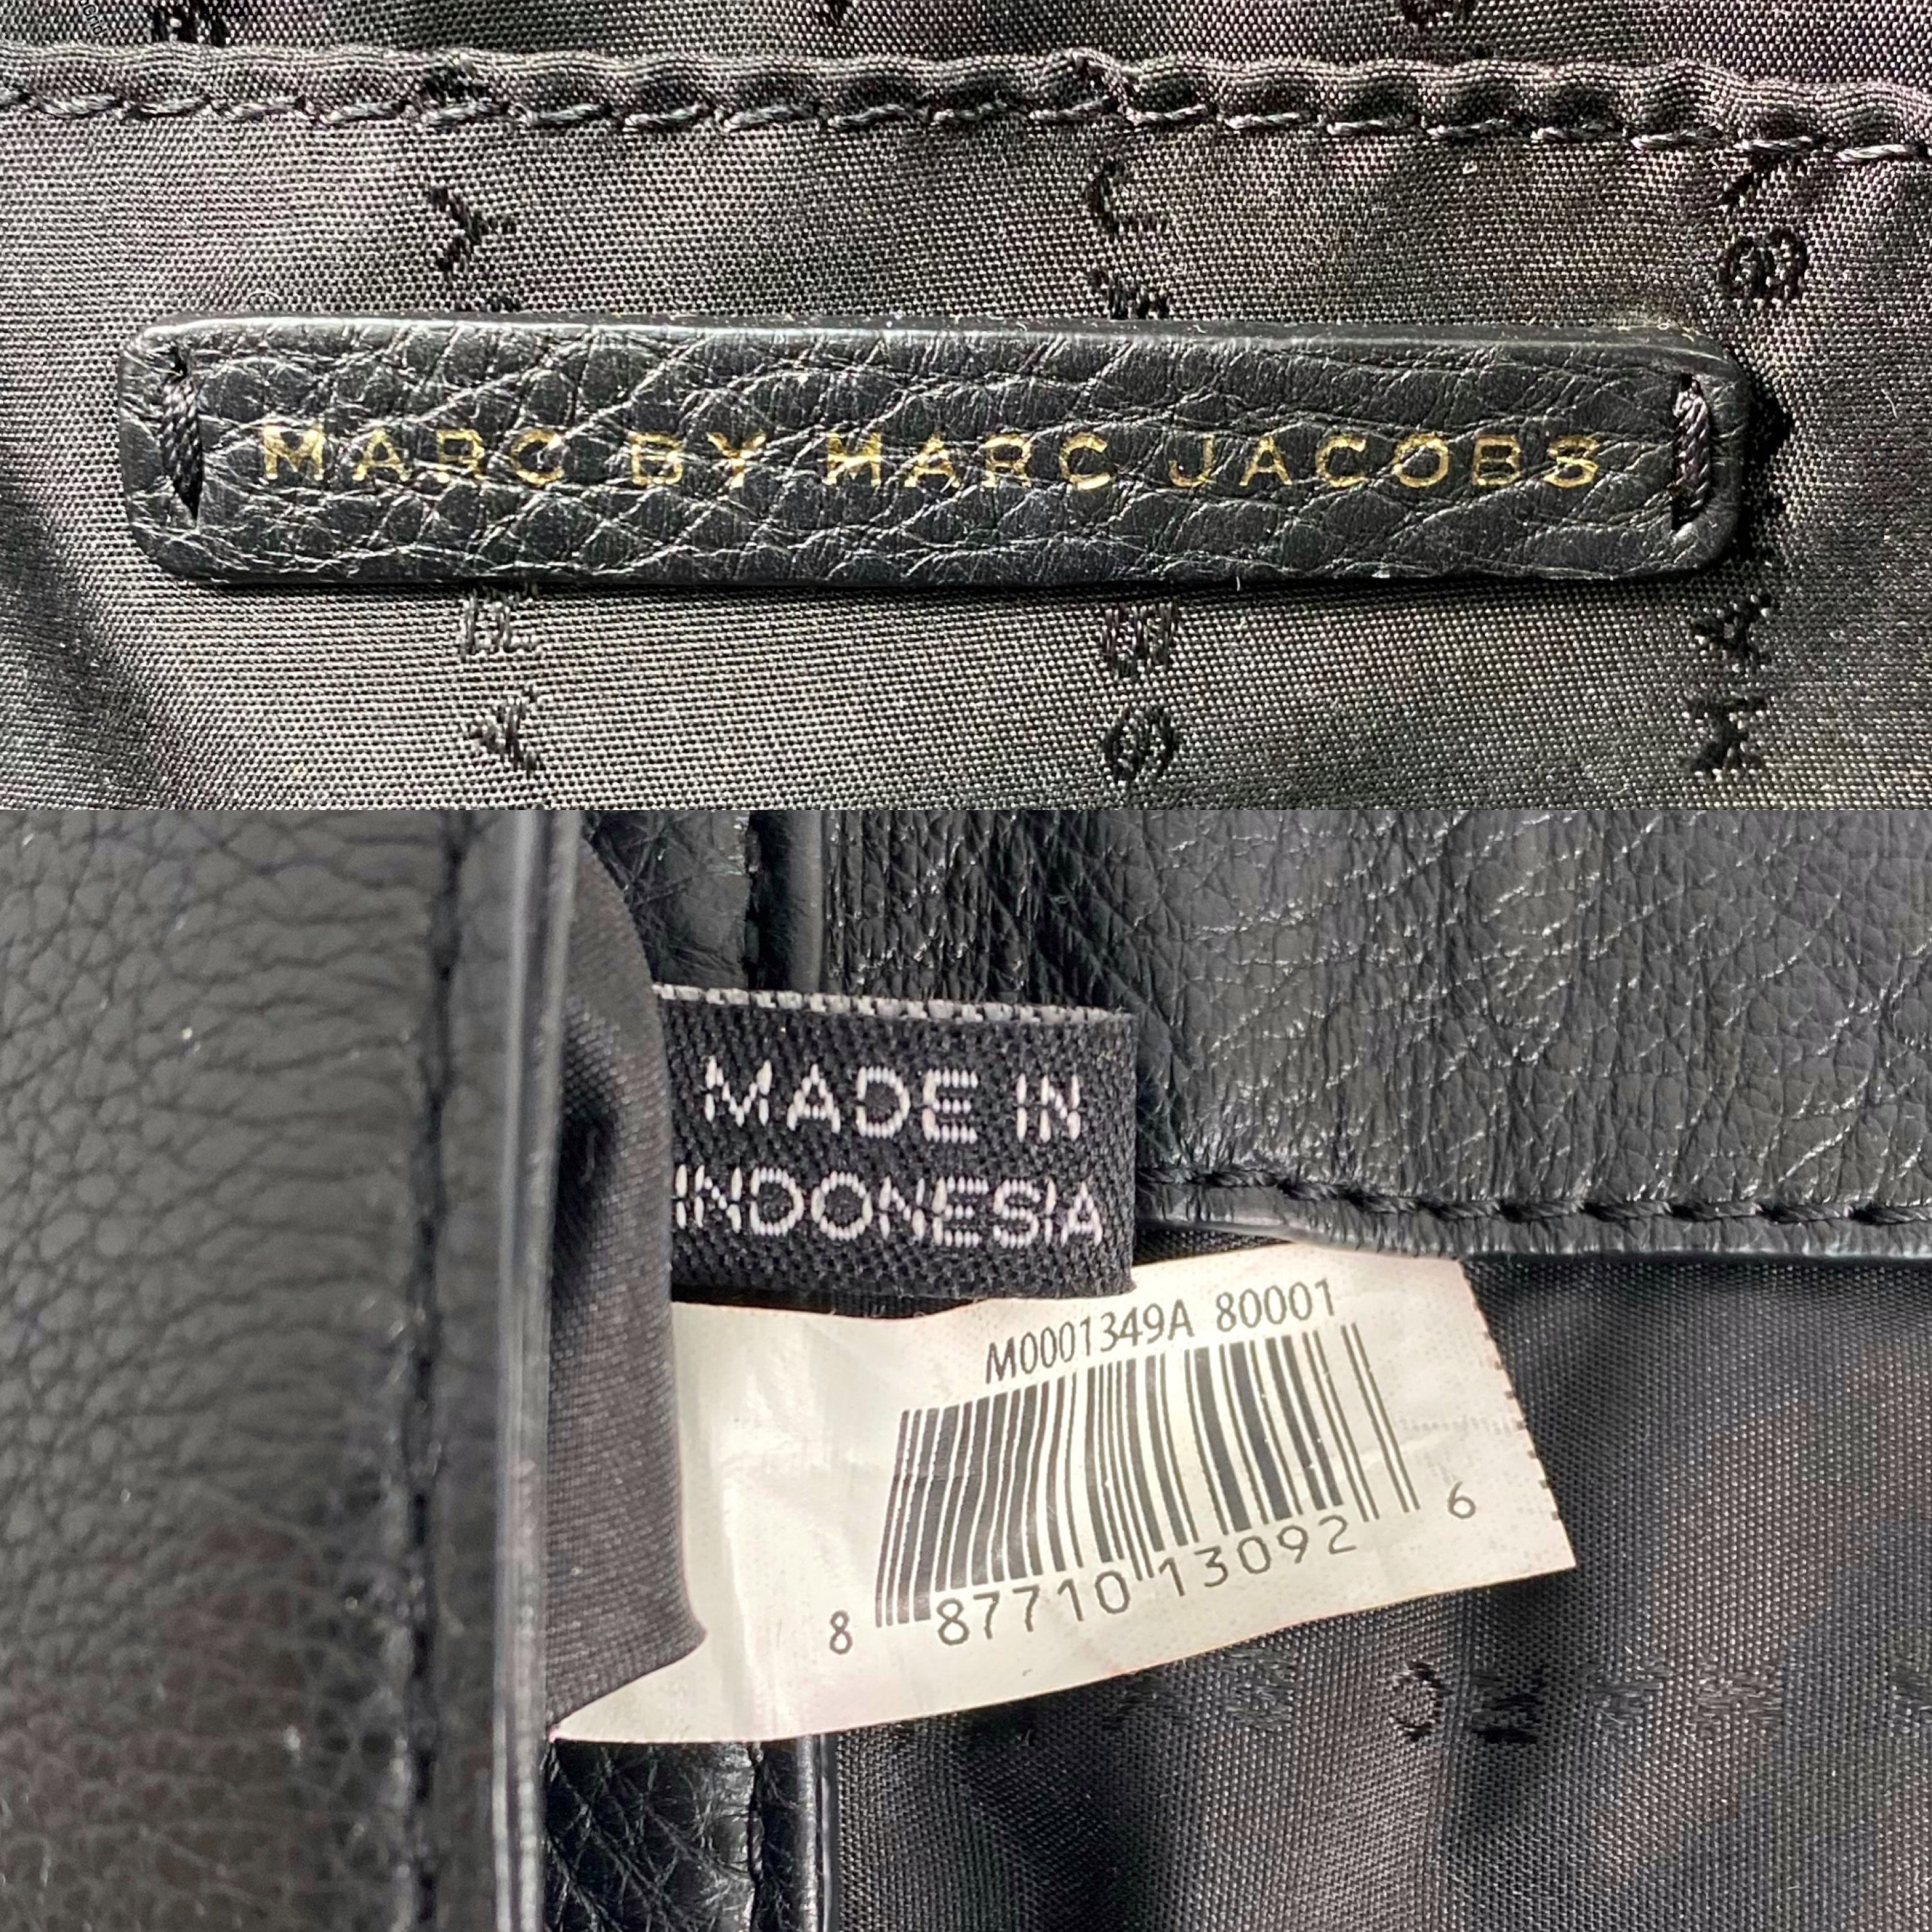 MARC BY MARC JACOBS
MADE IN
INDONESIA
M0001349A 80001
8 87710 13092 6